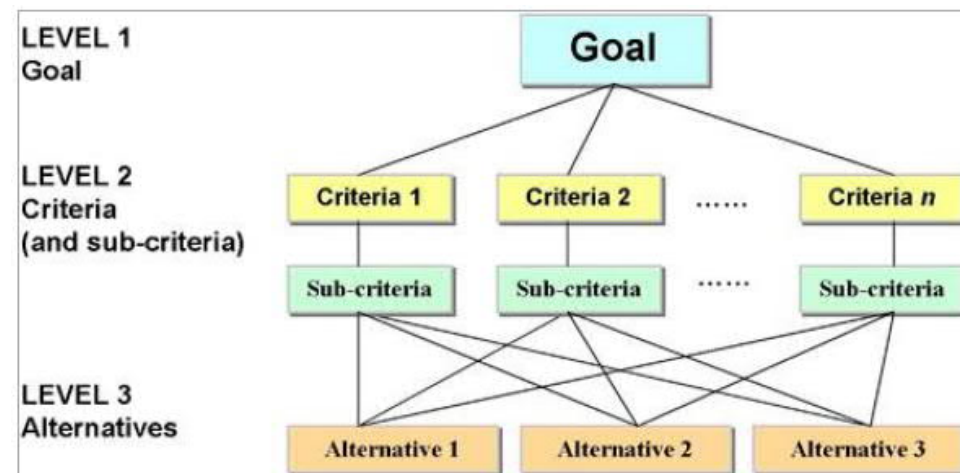 LEVEL 1
Goal
Goal
LEVEL 2
Criteria
(and sub-criteria)
Criteria 1
Criteria 2
......
Criteria n
Sub-criteria
Sub-criteria
......
Sub-criteria
LEVEL 3
Alternatives
Alternative 1
Alternative 2
Alternative 3